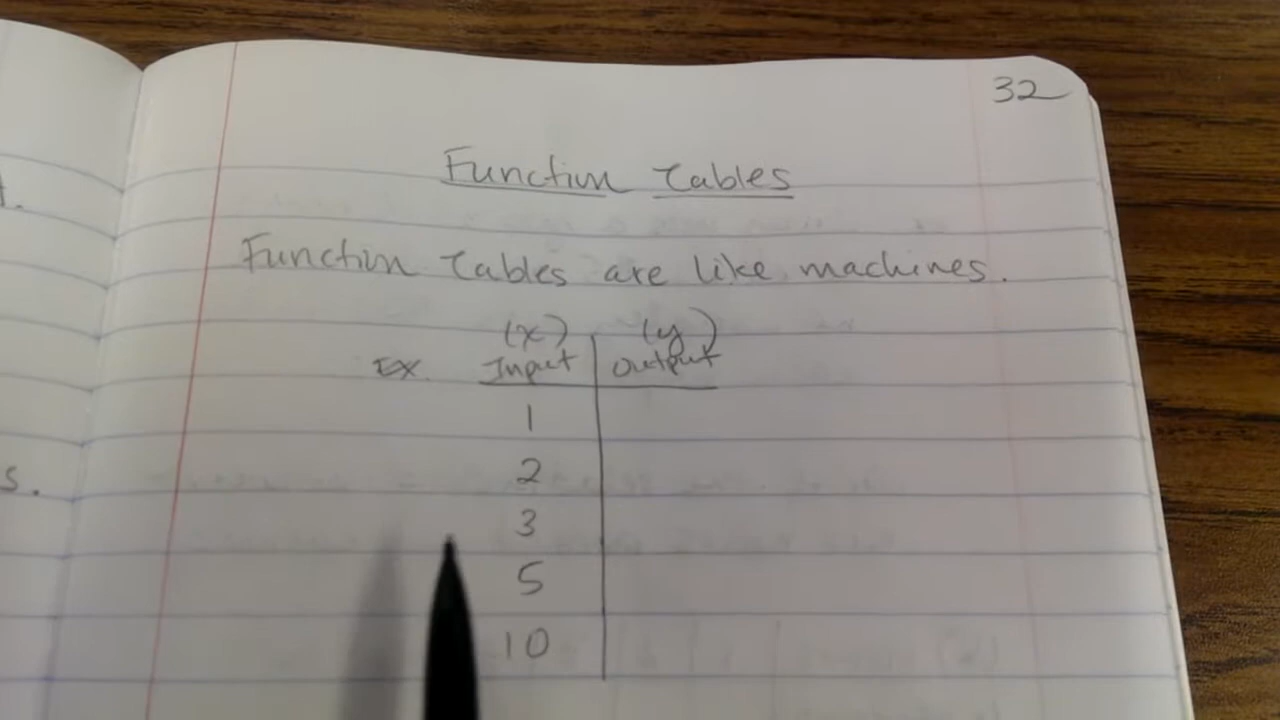 32
Function Tables
Function Tables are like machines.
(x) (y)
Ex. Input Output
1
2
3
5
10
s.